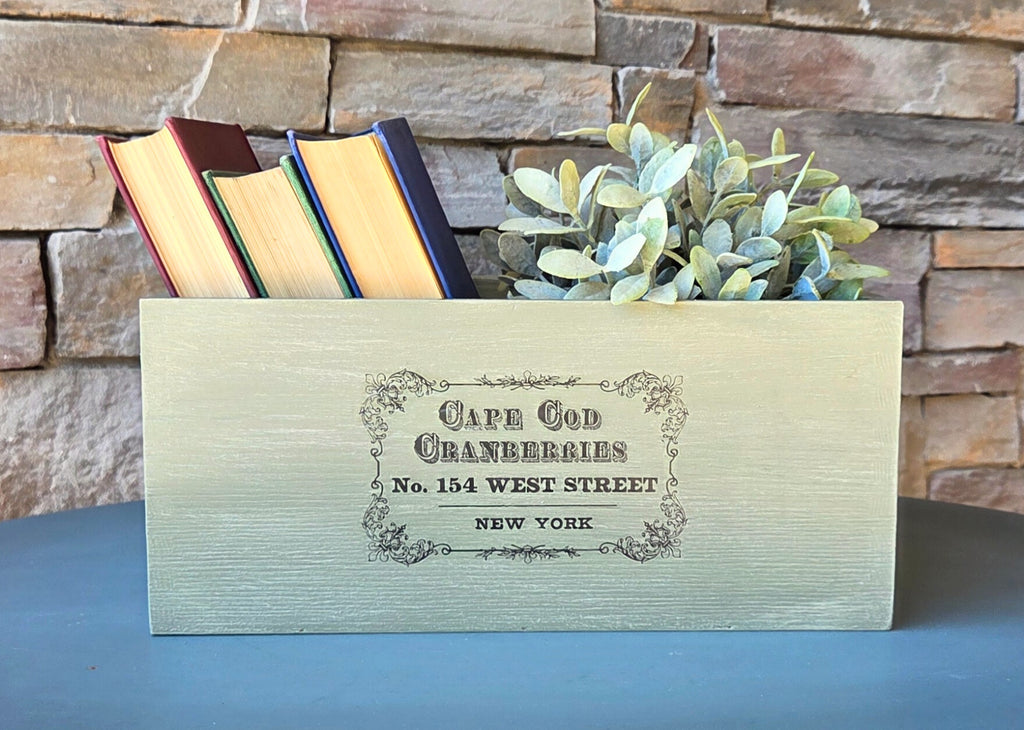 Cape Cod
Cranberries
No. 154 WEST STREET
NEW YORK